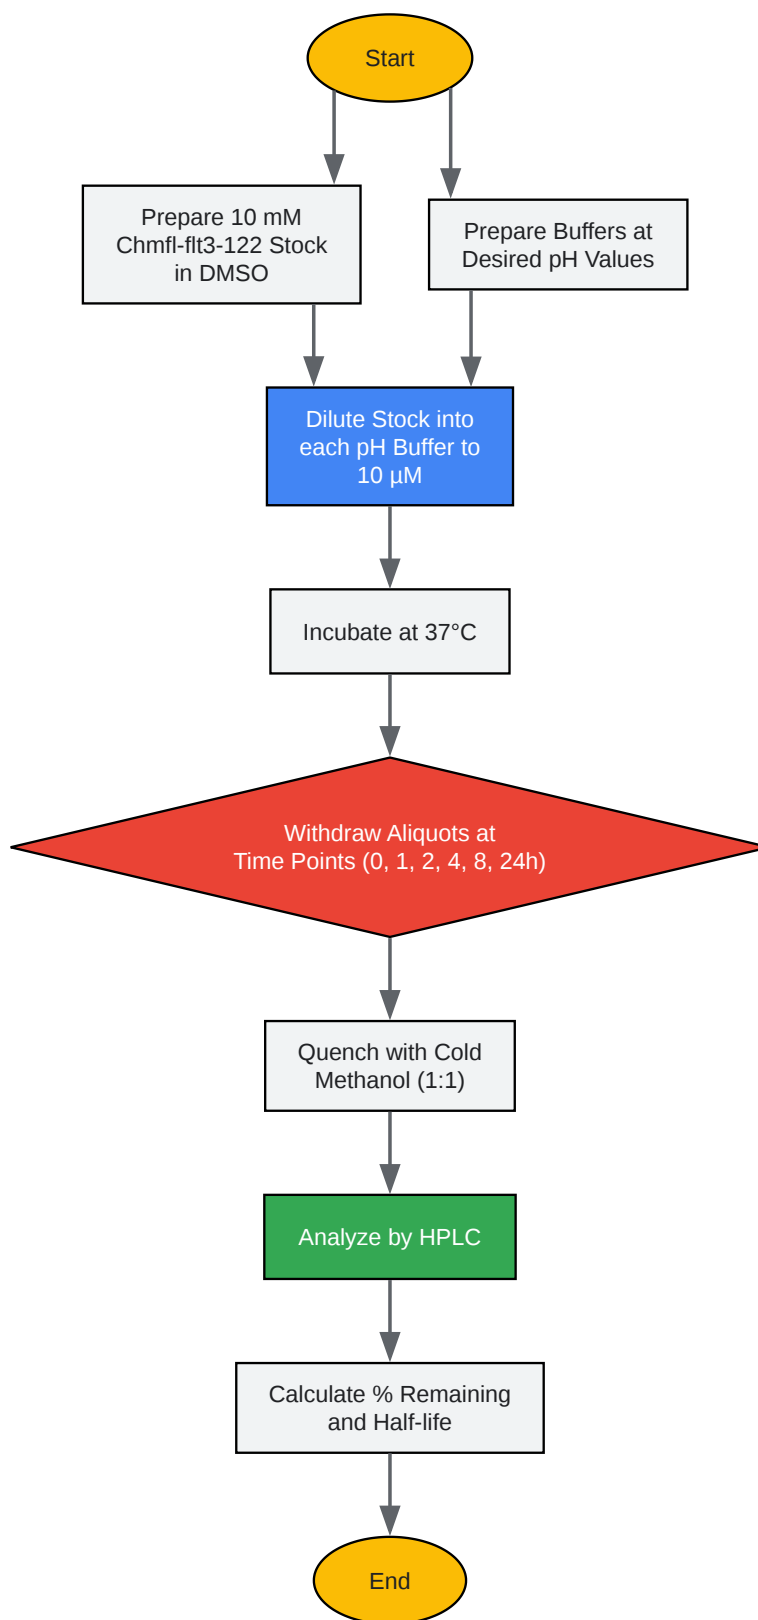 Start
Prepare 10 mM
Chmfl-flt3-122 Stock
in DMSO
Prepare Buffers at
Desired pH Values
Dilute Stock into
each pH Buffer to
10 µM
Incubate at 37°C
Withdraw Aliquots at
Time Points (0, 1, 2, 4, 8, 24h)
Quench with Cold
Methanol (1:1)
Analyze by HPLC
Calculate % Remaining
and Half-life
End